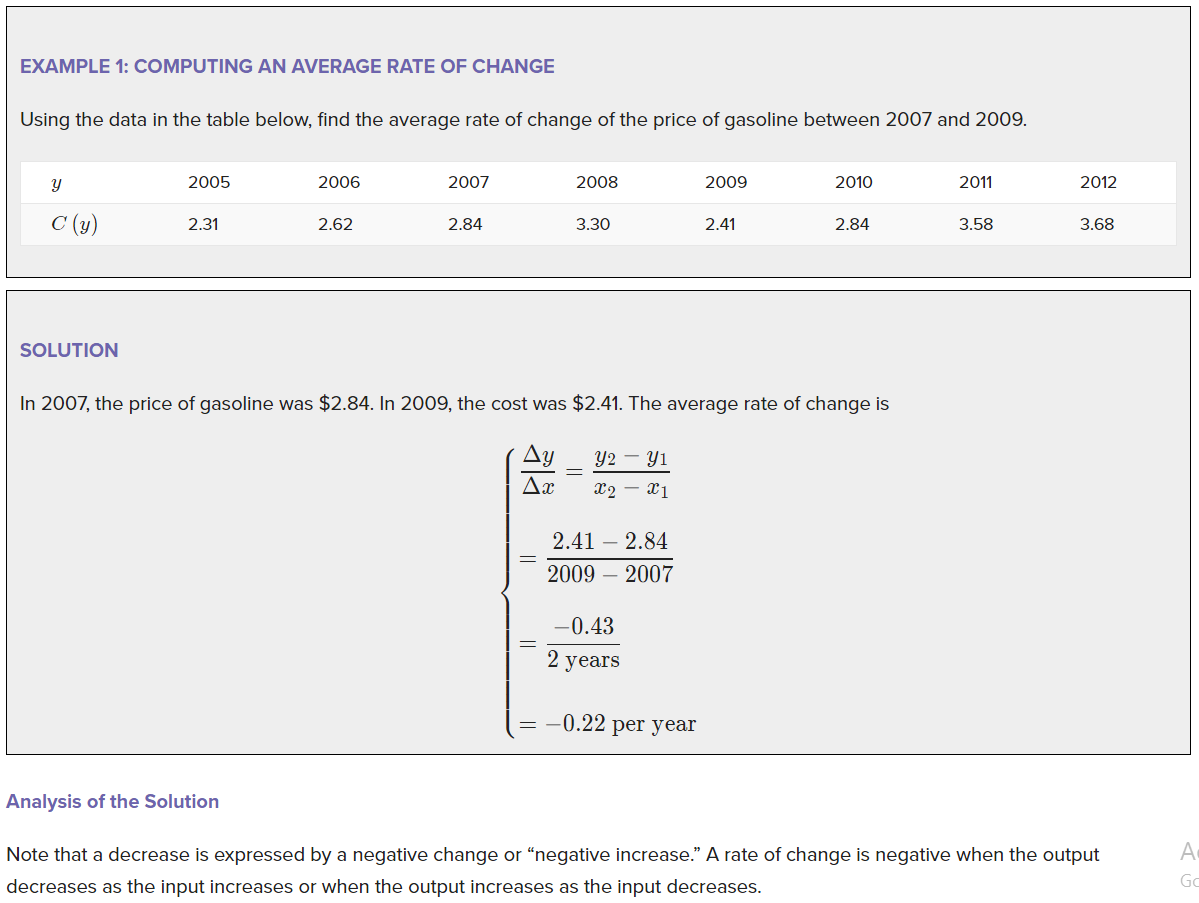 EXAMPLE 1: COMPUTING AN AVERAGE RATE OF CHANGE
Using the data in the table below, find the average rate of change of the price of gasoline between 2007 and 2009.
y 2005 2006 2007 2008 2009 2010 2011 2012
C (y) 2.31 2.62 2.84 3.30 2.41 2.84 3.58 3.68
SOLUTION
In 2007, the price of gasoline was $2.84. In 2009, the cost was $2.41. The average rate of change is
Δy/Δx = (y₂ − y₁)/(x₂ − x₁)
= (2.41 − 2.84)/(2009 − 2007)
= −0.43/2 years
= −0.22 per year
Analysis of the Solution
Note that a decrease is expressed by a negative change or “negative increase.” A rate of change is negative when the output
decreases as the input increases or when the output increases as the input decreases.